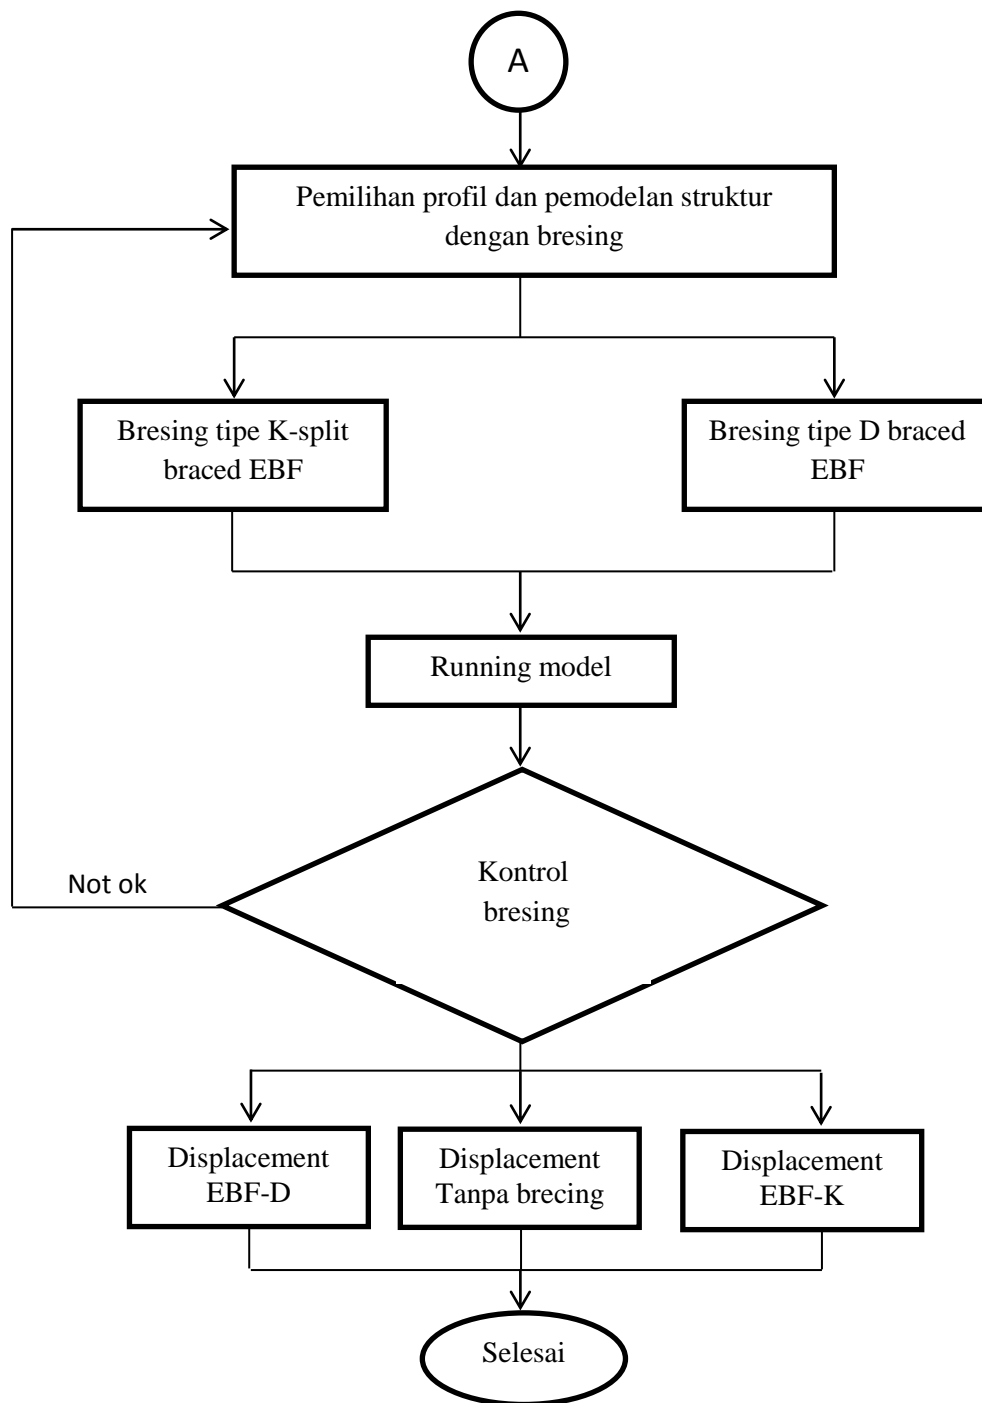 A
Pemilihan profil dan pemodelan struktur
dengan bresing
Bresing tipe K-split
braced EBF
Bresing tipe D braced
EBF
Running model
Kontrol
bresing
Not ok
Displacement
EBF-D
Displacement
Tanpa brecing
Displacement
EBF-K
Selesai